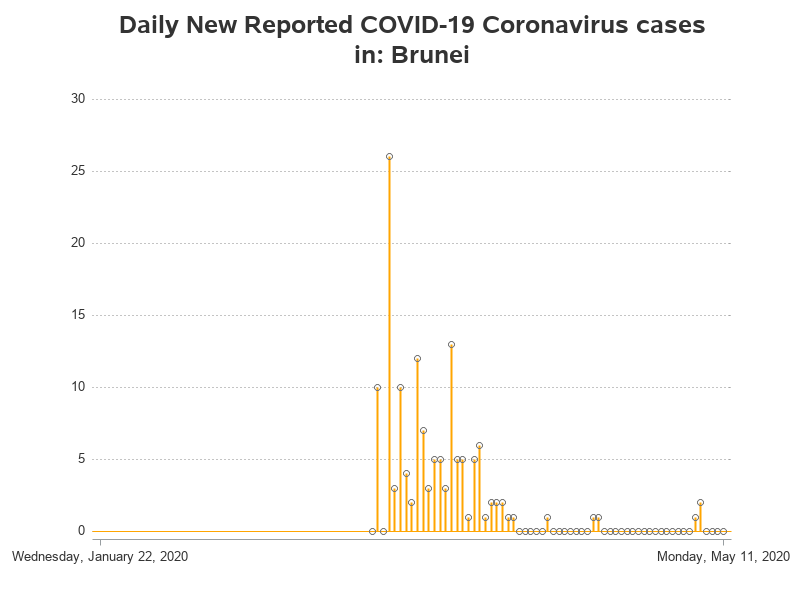 Daily New Reported COVID-19 Coronavirus cases
in: Brunei
30
25
20
15
10
5
0
Wednesday, January 22, 2020
Monday, May 11, 2020